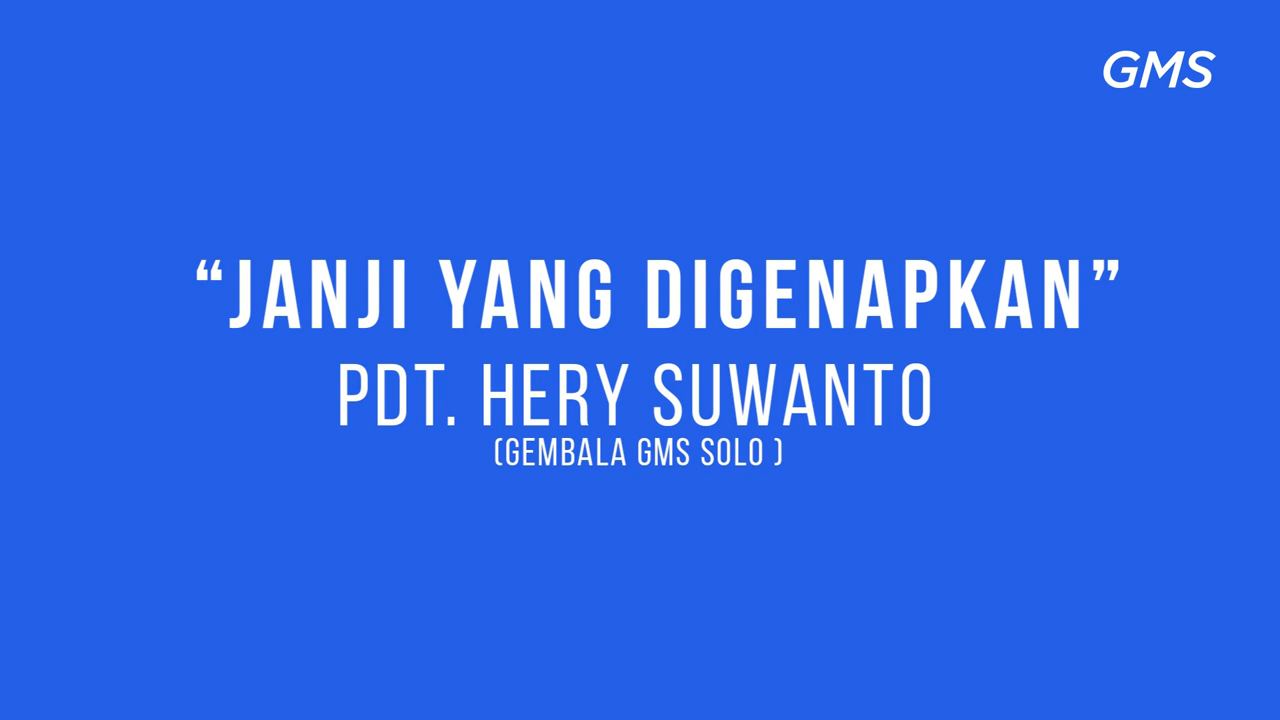 GMS
“JANJI YANG DIGENAPKAN”
PDT. HERY SUWANTO
(GEMBALA GMS SOLO )